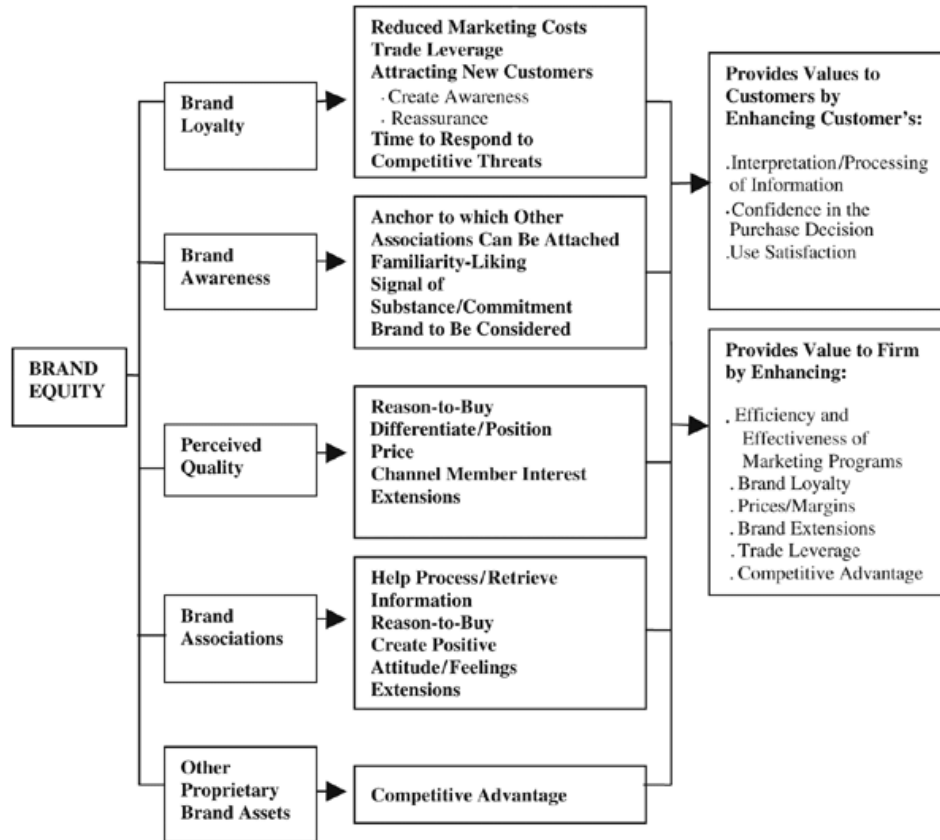 BRAND
EQUITY
Brand
Loyalty
Reduced Marketing Costs
Trade Leverage
Attracting New Customers
· Create Awareness
· Reassurance
Time to Respond to
Competitive Threats
Brand
Awareness
Anchor to which Other
Associations Can Be Attached
Familiarity-Liking
Signal of
Substance/Commitment
Brand to Be Considered
Perceived
Quality
Reason-to-Buy
Differentiate/Position
Price
Channel Member Interest
Extensions
Brand
Associations
Help Process/Retrieve
Information
Reason-to-Buy
Create Positive
Attitude/Feelings
Extensions
Other
Proprietary
Brand Assets
Competitive Advantage
Provides Values to
Customers by
Enhancing Customer's:
.Interpretation/Processing
of Information
·Confidence in the
Purchase Decision
.Use Satisfaction
Provides Value to Firm
by Enhancing:
. Efficiency and
Effectiveness of
Marketing Programs
. Brand Loyalty
. Prices/Margins
. Brand Extensions
. Trade Leverage
. Competitive Advantage